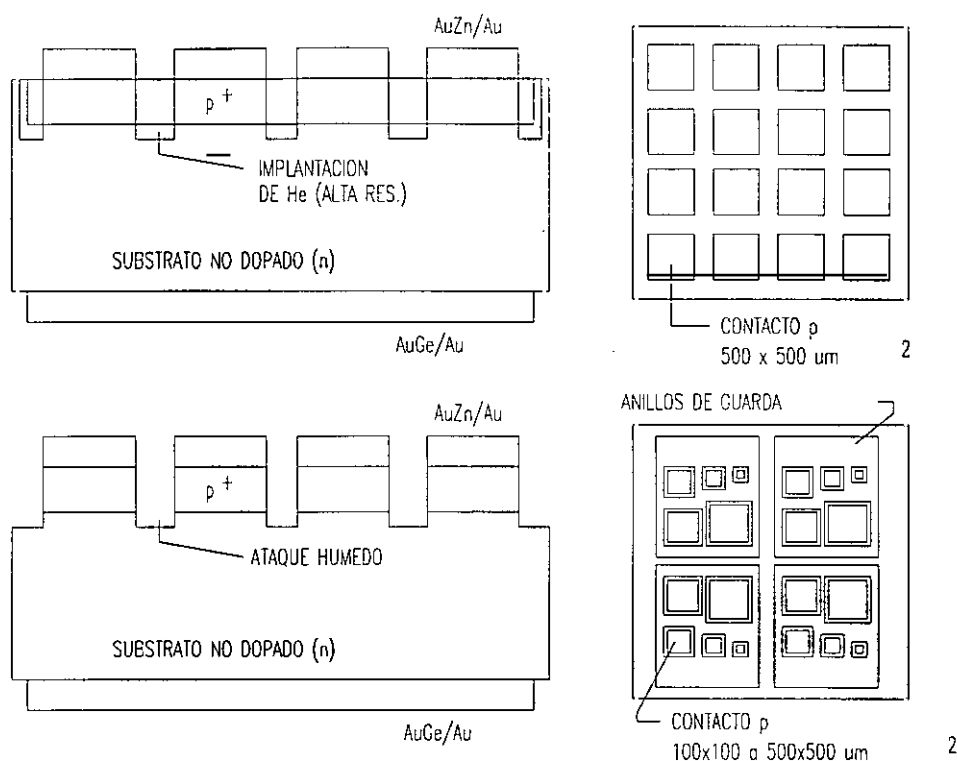 AuZn/Au
p +
IMPLANTACION
DE He (ALTA RES.)
SUBSTRATO NO DOPADO (n)
AuGe/Au
CONTACTO p
500 x 500 um 2
AuZn/Au
p +
ATAQUE HUMEDO
SUBSTRATO NO DOPADO (n)
AuGe/Au
ANILLOS DE GUARDA
CONTACTO p
100x100 a 500x500 um 2